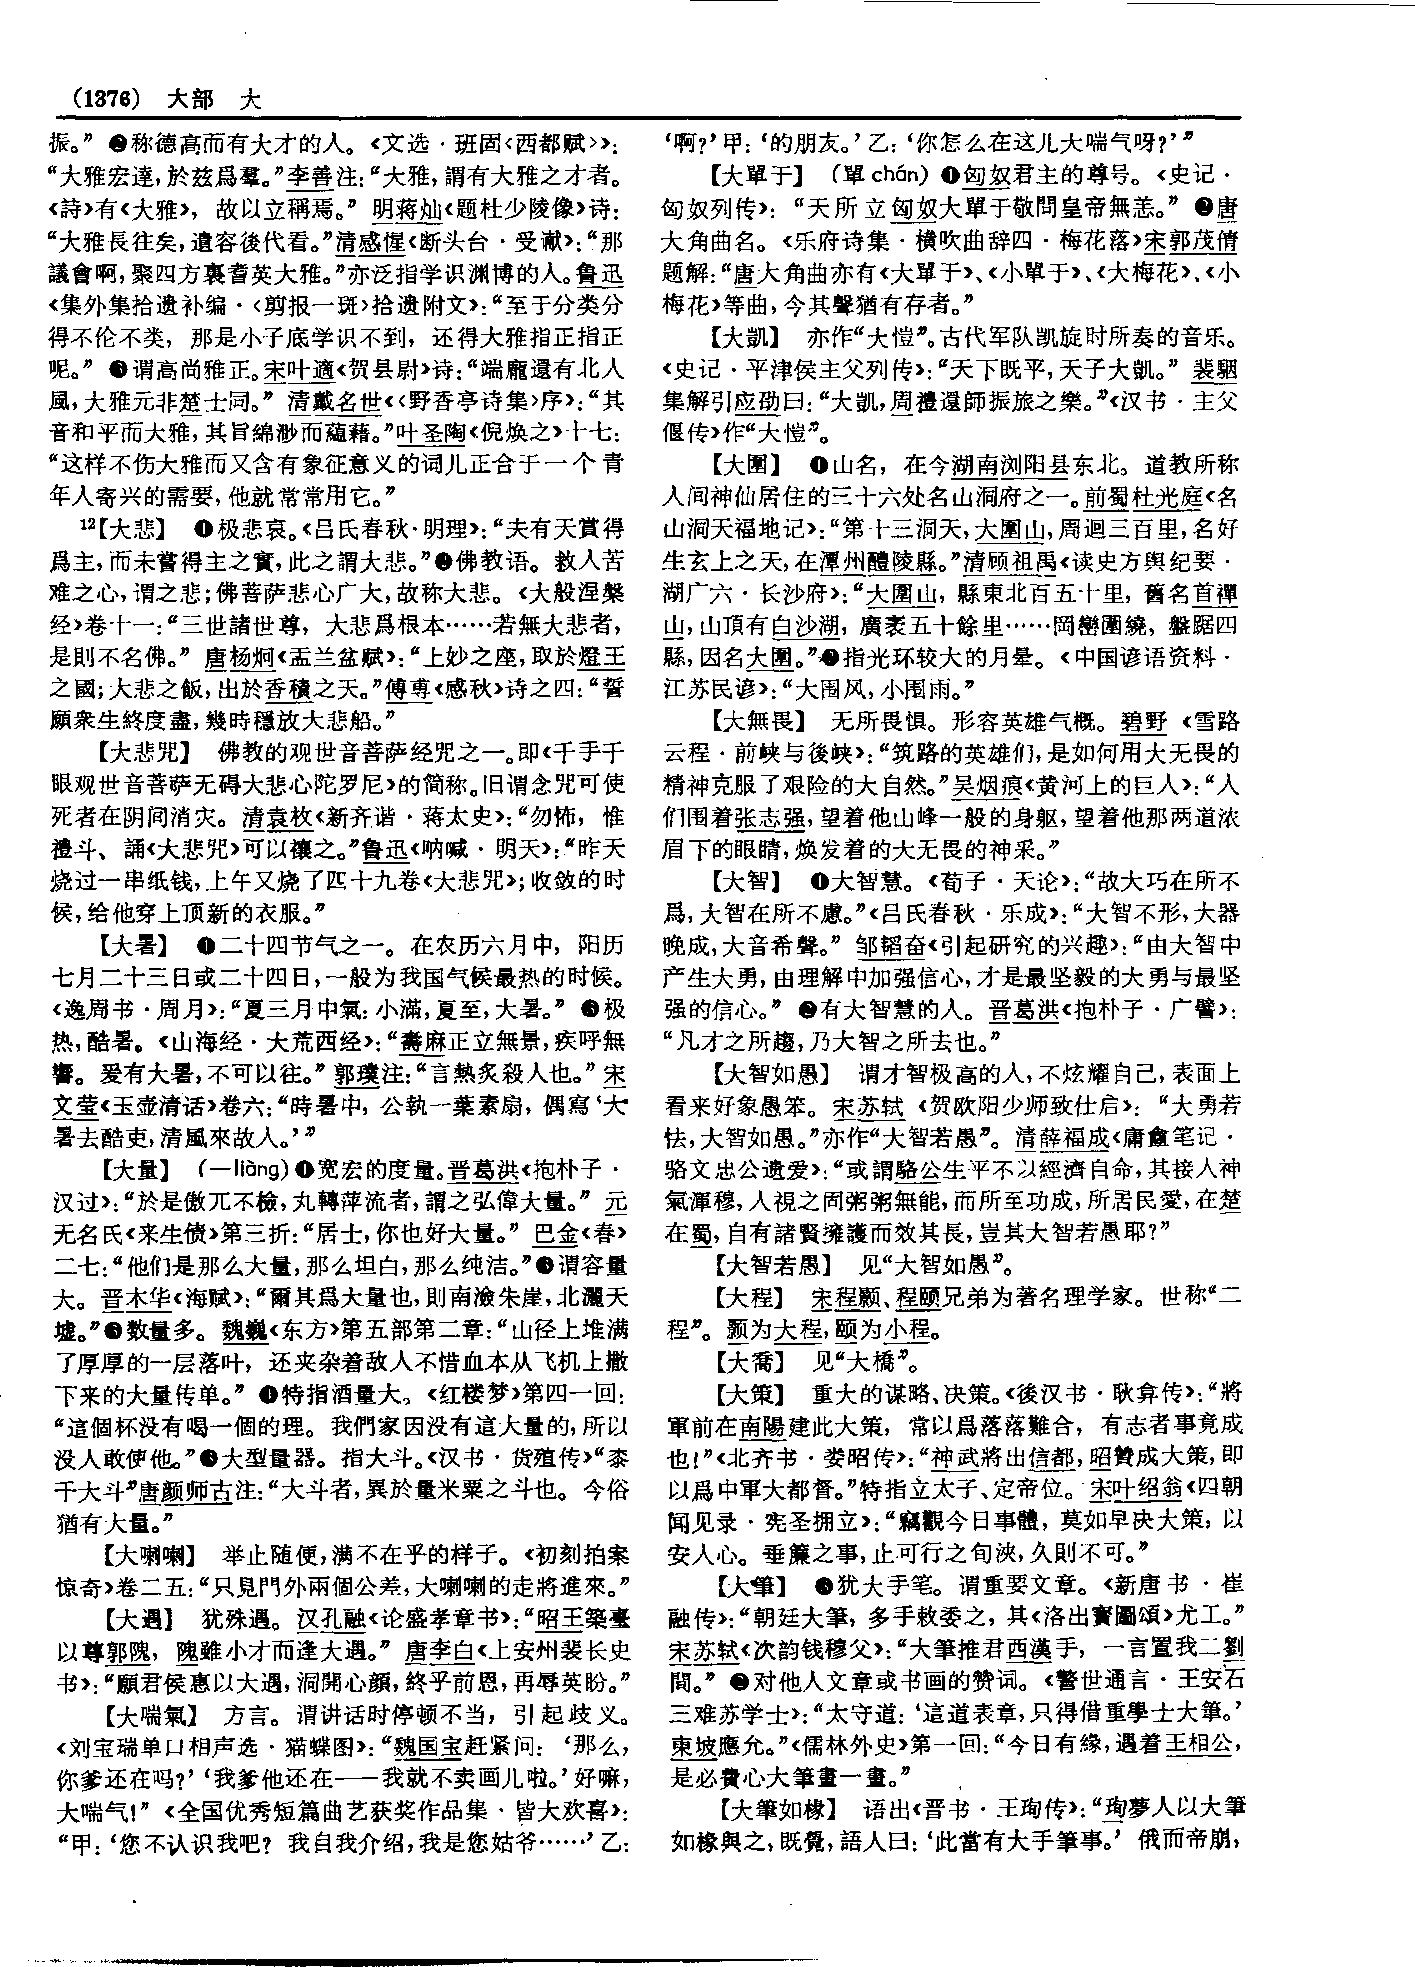 (1376) 大部 大
振。”❷称德高而有大才的人。《文选·班固〈西都赋〉》：
“大雅宏達，於兹爲羣。”李善注：“大雅，謂有大雅之才者。
《詩》有《大雅》，故以立稱焉。”明蒋灿《题杜少陵像》诗：
“大雅長往矣，遺容後代看。”清感惺《断头台·受谳》：“那
議會啊，聚四方裏耆英大雅。”亦泛指学识渊博的人。鲁迅
《集外集拾遗补编·〈剪报一斑〉拾遗附文》：“至于分类分
得不伦不类，那是小子底学识不到，还得大雅指正指正
呢。”❸谓高尚雅正。宋叶適《贺县尉》诗：“端龐還有北人
風，大雅元非楚士同。”清戴名世《〈野香亭诗集〉序》：“其
音和平而大雅，其旨綿渺而藴藉。”叶圣陶《倪焕之》十七：
“这样不伤大雅而又含有象征意义的词儿正合于一个青
年人寄兴的需要，他就常常用它。”
12【大悲】 ❶极悲哀。《吕氏春秋·明理》：“夫有天賞得
爲主，而未嘗得主之實，此之謂大悲。”❷佛教语。救人苦
难之心，谓之悲；佛菩萨悲心广大，故称大悲。《大般涅槃
经》卷十一：“三世諸世尊，大悲爲根本……若無大悲者，
是則不名佛。”唐杨炯《盂兰盆赋》：“上妙之座，取於燈王
之國；大悲之飯，出於香積之天。”傅尃《感秋》诗之四：“誓
願衆生終度盡，幾時穩放大悲船。”
【大悲咒】 佛教的观世音菩萨经咒之一。即《千手千
眼观世音菩萨无碍大悲心陀罗尼》的简称。旧谓念咒可使
死者在阴间消灾。清袁枚《新齐谐·蒋太史》：“勿怖，惟
禮斗、誦《大悲咒》可以禳之。”鲁迅《呐喊·明天》：“昨天
烧过一串纸钱，上午又烧了四十九卷《大悲咒》；收敛的时
候，给他穿上顶新的衣服。”
【大暑】 ❶二十四节气之一。在农历六月中，阳历
七月二十三日或二十四日，一般为我国气候最热的时候。
《逸周书·周月》：“夏三月中氣：小滿，夏至，大暑。”❷极
热，酷暑。《山海经·大荒西经》：“壽麻正立無景，疾呼無
響。爰有大暑，不可以往。”郭璞注：“言熱炙殺人也。”宋
文莹《玉壶清话》卷六：“時暑中，公執一葉素扇，偶寫‘大
暑去酷吏，清風來故人。’”
【大量】 （—liàng）❶宽宏的度量。晋葛洪《抱朴子·
汉过》：“於是傲兀不檢，丸轉萍流者，謂之弘偉大量。”元
无名氏《来生债》第三折：“居士，你也好大量。”巴金《春》
二七：“他们是那么大量，那么坦白，那么纯洁。”❷谓容量
大。晋木华《海赋》：“爾其爲大量也，則南澰朱崖，北灑天
墟。”❸数量多。魏巍《东方》第五部第二章：“山径上堆满
了厚厚的一层落叶，还夹杂着敌人不惜血本从飞机上撒
下来的大量传单。”❹特指酒量大。《红楼梦》第四一回：
“這個杯没有喝一個的理。我們家因没有這大量的，所以
没人敢使他。”❺大型量器。指大斗。《汉书·货殖传》“泰
千大斗”唐颜师古注：“大斗者，異於量米粟之斗也。今俗
猶有大量。”
【大喇喇】 举止随便，满不在乎的样子。《初刻拍案
惊奇》卷二五：“只見門外兩個公差，大喇喇的走將進來。”
【大遇】 犹殊遇。汉孔融《论盛孝章书》：“昭王築臺
以尊郭隗，隗雖小才而逢大遇。”唐李白《上安州裴长史
书》：“願君侯惠以大遇，洞開心顔，終乎前恩，再辱英盼。”
【大喘氣】 方言。谓讲话时停顿不当，引起歧义。
《刘宝瑞单口相声选·猫蝶图》：“魏国宝赶紧问：‘那么，
你爹还在吗？’‘我爹他还在——我就不卖画儿啦。’好嘛，
大喘气！”《全国优秀短篇曲艺获奖作品集·皆大欢喜》：
“甲：‘您不认识我吧？我自我介绍，我是您姑爷……’乙：
‘啊？’甲：‘的朋友。’乙：‘你怎么在这儿大喘气呀？’”
【大單于】 （單chán）❶匈奴君主的尊号。《史记·
匈奴列传》：“天所立匈奴大單于敬問皇帝無恙。”❷唐
大角曲名。《乐府诗集·横吹曲辞四·梅花落》宋郭茂倩
题解：“唐大角曲亦有《大單于》、《小單于》、《大梅花》、《小
梅花》等曲，今其聲猶有存者。”
【大凱】 亦作“大愷”。古代军队凯旋时所奏的音乐。
《史记·平津侯主父列传》：“天下既平，天子大凱。”裴駰
集解引应劭曰：“大凱，周禮還師振旅之樂。”《汉书·主父
偃传》作“大愷”。
【大圍】 ❶山名，在今湖南浏阳县东北。道教所称
人间神仙居住的三十六处名山洞府之一。前蜀杜光庭《名
山洞天福地记》：“第十三洞天，大圍山，周迴三百里，名好
生玄上之天，在潭州醴陵縣。”清顾祖禹《读史方舆纪要·
湖广六·长沙府》：“大圍山，縣東北百五十里，舊名首禪
山，山頂有白沙湖，廣袤五十餘里……岡巒圍繞，盤踞四
縣，因名大圍。”❷指光环较大的月晕。《中国谚语资料·
江苏民谚》：“大围风，小围雨。”
【大無畏】 无所畏惧。形容英雄气概。碧野《雪路
云程·前峡与後峡》：“筑路的英雄们，是如何用大无畏的
精神克服了艰险的大自然。”吴烟痕《黄河上的巨人》：“人
们围着张志强，望着他山峰一般的身躯，望着他那两道浓
眉下的眼睛，焕发着的大无畏的神采。”
【大智】 ❶大智慧。《荀子·天论》：“故大巧在所不
爲，大智在所不慮。”《吕氏春秋·乐成》：“大智不形，大器
晚成，大音希聲。”邹韬奋《引起研究的兴趣》：“由大智中
产生大勇，由理解中加强信心，才是最坚毅的大勇与最坚
强的信心。”❷有大智慧的人。晋葛洪《抱朴子·广譬》：
“凡才之所趨，乃大智之所去也。”
【大智如愚】 谓才智极高的人，不炫耀自己，表面上
看来好象愚笨。宋苏轼《贺欧阳少师致仕启》：“大勇若
怯，大智如愚。”亦作“大智若愚”。清薛福成《庸盦笔记·
骆文忠公遗爱》：“或謂駱公生平不以經濟自命，其接人神
氣渾穆，人視之固粥粥無能，而所至功成，所居民愛，在楚
在蜀，自有諸賢擁護而效其長，豈其大智若愚耶？”
【大智若愚】 见“大智如愚”。
【大程】 宋程颢、程颐兄弟为著名理学家。世称“二
程”。颢为大程，颐为小程。
【大喬】 见“大橋”。
【大策】 重大的谋略、决策。《後汉书·耿弇传》：“將
軍前在南陽建此大策，常以爲落落難合，有志者事竟成
也！”《北齐书·娄昭传》：“神武將出信都，昭贊成大策，即
以爲中軍大都督。”特指立太子、定帝位。宋叶绍翁《四朝
闻见录·宪圣拥立》：“竊觀今日事體，莫如早决大策，以
安人心。垂簾之事，止可行之旬浹，久則不可。”
【大筆】 ❶犹大手笔。谓重要文章。《新唐书·崔
融传》：“朝廷大筆，多手敕委之，其《洛出寶圖頌》尤工。”
宋苏轼《次韵钱穆父》：“大筆推君西漢手，一言置我二劉
間。”❷对他人文章或书画的赞词。《警世通言·王安石
三难苏学士》：“太守道：‘這道表章，只得借重學士大筆。’
東坡應允。”《儒林外史》第一回：“今日有緣，遇着王相公，
是必費心大筆畫一畫。”
【大筆如椽】 语出《晋书·王珣传》：“珣夢人以大筆
如椽與之，既覺，語人曰：‘此當有大手筆事。’俄而帝崩，